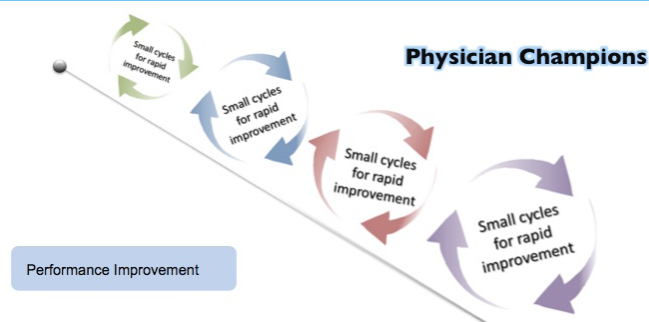 Physician Champions
Small cycles
for rapid
improvement
Small cycles
for rapid
improvement
Small cycles
for rapid
improvement
Small cycles
for rapid
improvement
Performance Improvement